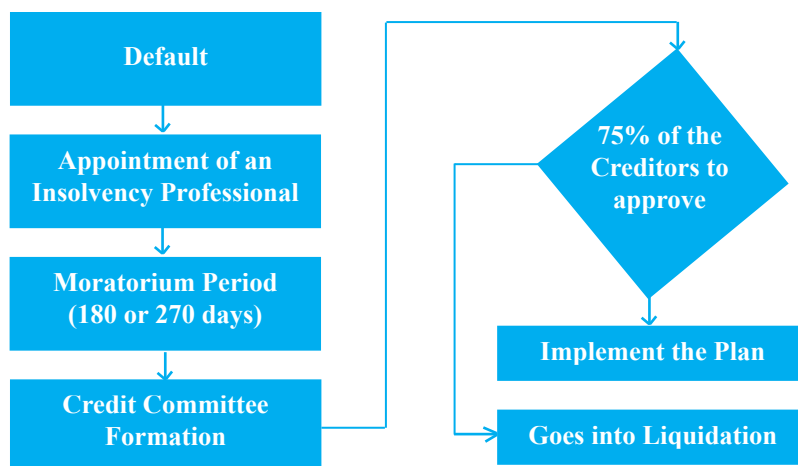 Default
Appointment of an
Insolvency Professional
Moratorium Period
(180 or 270 days)
Credit Committee
Formation
75% of the
Creditors to
approve
Implement the Plan
Goes into Liquidation